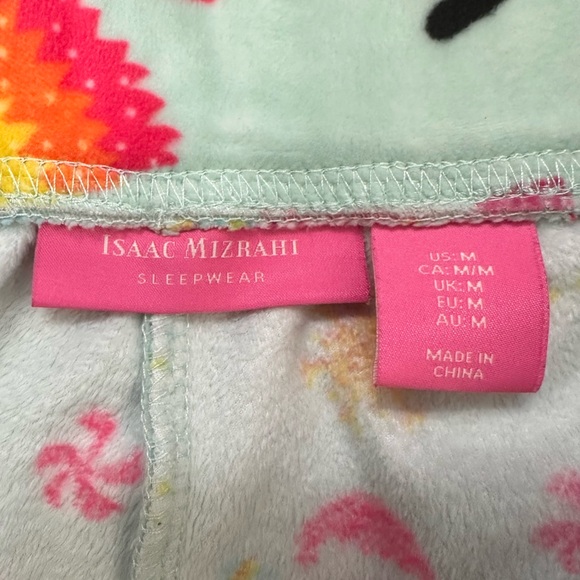 ISAAC MIZRAHI
SLEEPWEAR
US: M
CA: M/M
UK: M
EU: M
AU: M
MADE IN
CHINA